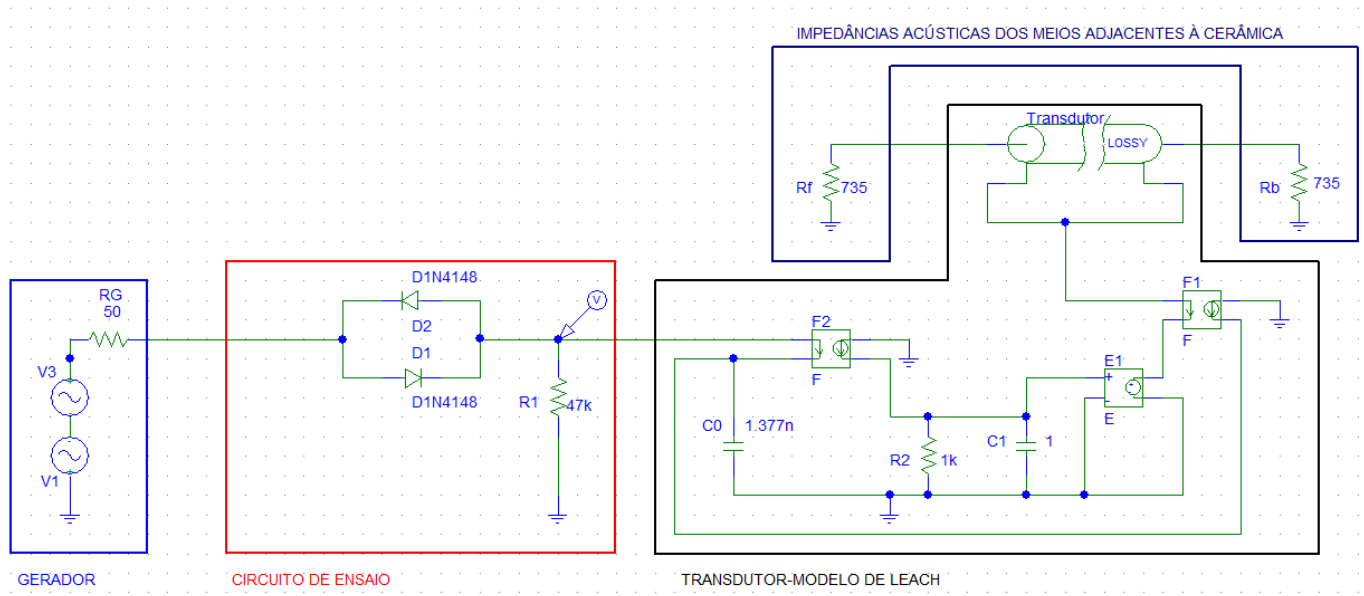 IMPEDÂNCIAS ACÚSTICAS DOS MEIOS ADJACENTES À CERÂMICA
Transdutor
LOSSY
Rf
735
Rb
735
RG
50
V3
V1
D1N4148
D2
D1
D1N4148
V
R1
47k
F2
F
F1
F
E1
+
-
E
C0
1.377n
R2
1k
C1
1
GERADOR
CIRCUITO DE ENSAIO
TRANSDUTOR-MODELO DE LEACH